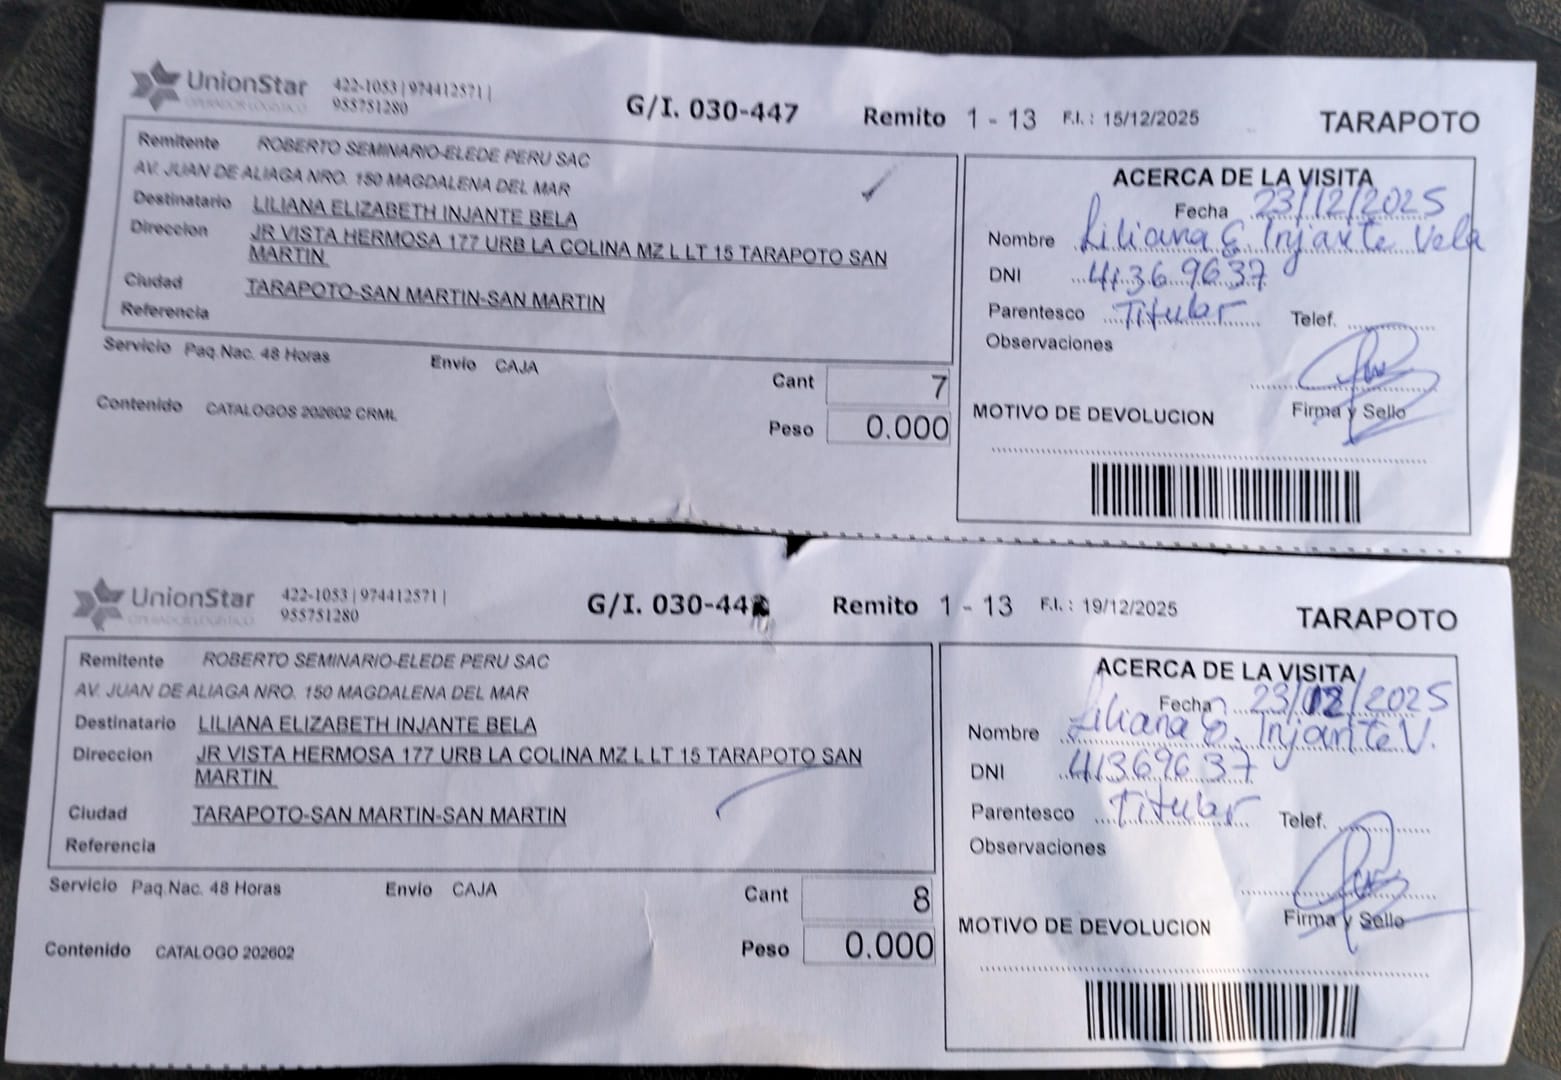 UnionStar 422-1053 | 974412571 |
OPERADOR LOGISTICO 955751280
G/I. 030-447 Remito 1 - 13 F.I. : 15/12/2025 TARAPOTO
Remitente ROBERTO SEMINARIO-ELEDE PERU SAC
AV. JUAN DE ALIAGA NRO. 150 MAGDALENA DEL MAR
Destinatario LILIANA ELIZABETH INJANTE BELA
Direccion JR VISTA HERMOSA 177 URB LA COLINA MZ L LT 15 TARAPOTO SAN
MARTIN
Ciudad TARAPOTO-SAN MARTIN-SAN MARTIN
Referencia
Servicio Paq.Nac. 48 Horas Envio CAJA
Cant 7
Contenido CATALOGOS 202602 CRML
Peso 0.000
ACERCA DE LA VISITA
Fecha 23/12/2025
Nombre Liliana E Injante Vela
DNI 41369637
Parentesco Titular Telef.
Observaciones
Firma y Sello
MOTIVO DE DEVOLUCION
UnionStar 422-1053 | 974412571 |
OPERADOR LOGISTICO 955751280
G/I. 030-44 Remito 1 - 13 F.I. : 19/12/2025 TARAPOTO
Remitente ROBERTO SEMINARIO-ELEDE PERU SAC
AV. JUAN DE ALIAGA NRO. 150 MAGDALENA DEL MAR
Destinatario LILIANA ELIZABETH INJANTE BELA
Direccion JR VISTA HERMOSA 177 URB LA COLINA MZ L LT 15 TARAPOTO SAN
MARTIN
Ciudad TARAPOTO-SAN MARTIN-SAN MARTIN
Referencia
Servicio Paq.Nac. 48 Horas Envio CAJA
Cant 8
Contenido CATALOGO 202602
Peso 0.000
ACERCA DE LA VISITA
Fecha 23/12/2025
Nombre Liliana E. Injante V.
DNI 41369637
Parentesco Titular Telef.
Observaciones
Firma y Sello
MOTIVO DE DEVOLUCION